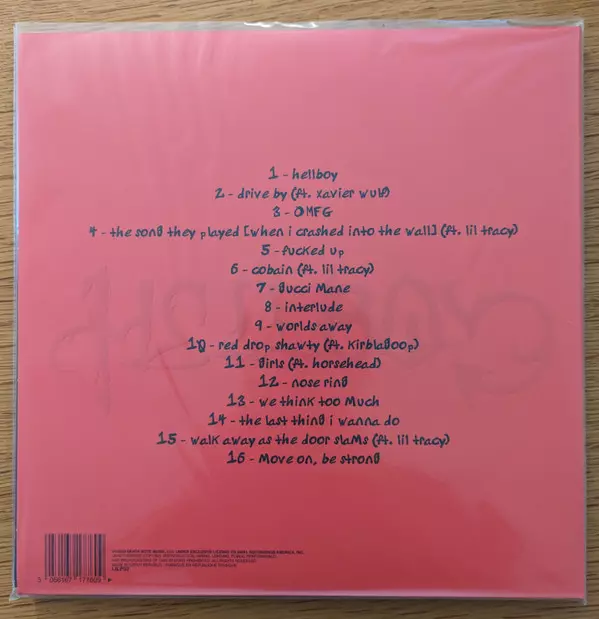 1 - hellboy
2 - drive by (ft. xavier wulf)
3 - OMFG
4 - the song they played [when i crashed into the wall] (ft. lil tracy)
5 - fucked up
6 - cobain (ft. lil tracy)
7 - Gucci Mane
8 - interlude
9 - worlds away
10 - red drop shawty (ft. kirblaGoop)
11 - Girls (ft. horsehead)
12 - nose ring
13 - we think too Much
14 - the last thing i wanna do
15 - walk away as the door slaMs (ft. lil tracy)
16 - Move on, be strong